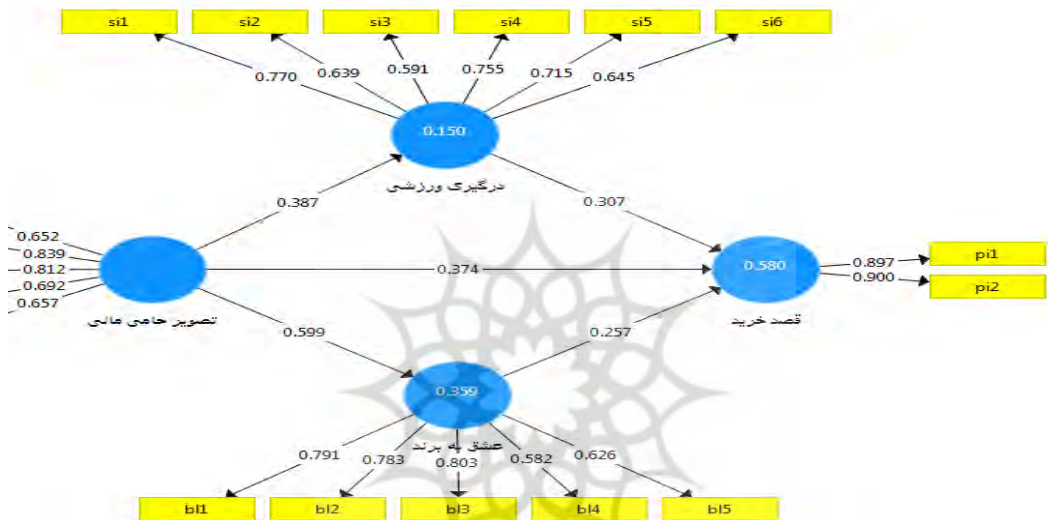 si1 si2 si3 si4 si5 si6
0.770 0.639 0.591 0.755 0.715 0.645
0.150
درگیری ورزشی
0.387 0.307
0.652
0.839
0.812
0.692
0.657
تصویر حامی مالی
0.374
0.580
قصد خرید
0.897 pi1
0.900 pi2
0.599 0.257
0.359
عشق به برند
0.791 0.783 0.803 0.582 0.626
bl1 bl2 bl3 bl4 bl5